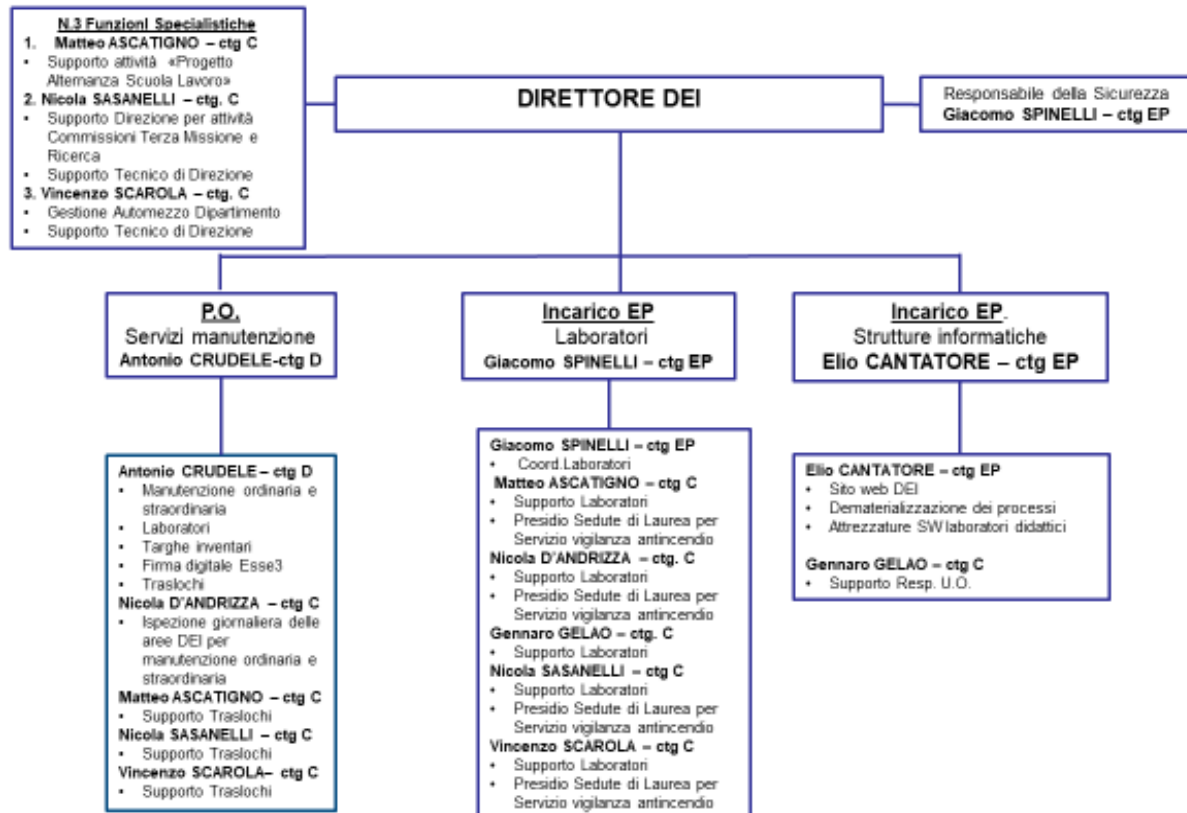 N.3 Funzioni Specialistiche
1. Matteo ASCATIGNO – ctg C
• Supporto attività «Progetto
Alternanza Scuola Lavoro»
2. Nicola SASANELLI – ctg. C
• Supporto Direzione per attività
Commissioni Terza Missione e
Ricerca
• Supporto Tecnico di Direzione
3. Vincenzo SCAROLA – ctg. C
• Gestione Automezzo Dipartimento
• Supporto Tecnico di Direzione
DIRETTORE DEI
Responsabile della Sicurezza
Giacomo SPINELLI – ctg EP
P.O.
Servizi manutenzione
Antonio CRUDELE-ctg D
Incarico EP
Laboratori
Giacomo SPINELLI – ctg EP
Incarico EP.
Strutture informatiche
Elio CANTATORE – ctg EP
Antonio CRUDELE – ctg D
• Manutenzione ordinaria e
straordinaria
• Laboratori
• Targhe inventari
• Firma digitale Esse3
• Traslochi
Nicola D'ANDRIZZA – ctg C
• Ispezione giornaliera delle
aree DEI per
manutenzione ordinaria e
straordinaria
Matteo ASCATIGNO – ctg C
• Supporto Traslochi
Nicola SASANELLI – ctg C
• Supporto Traslochi
Vincenzo SCAROLA– ctg C
• Supporto Traslochi
Giacomo SPINELLI – ctg EP
• Coord.Laboratori
Matteo ASCATIGNO – ctg C
• Supporto Laboratori
• Presidio Sedute di Laurea per
Servizio vigilanza antincendio
Nicola D'ANDRIZZA – ctg. C
• Supporto Laboratori
• Presidio Sedute di Laurea per
Servizio vigilanza antincendio
Gennaro GELAO – ctg. C
• Supporto Laboratori
Nicola SASANELLI – ctg C
• Supporto Laboratori
• Presidio Sedute di Laurea per
Servizio vigilanza antincendio
Vincenzo SCAROLA – ctg C
• Supporto Laboratori
• Presidio Sedute di Laurea per
Servizio vigilanza antincendio
Elio CANTATORE – ctg EP
• Sito web DEI
• Dematerializzazione dei processi
• Attrezzature SW laboratori didattici
Gennaro GELAO – ctg C
• Supporto Resp. U.O.